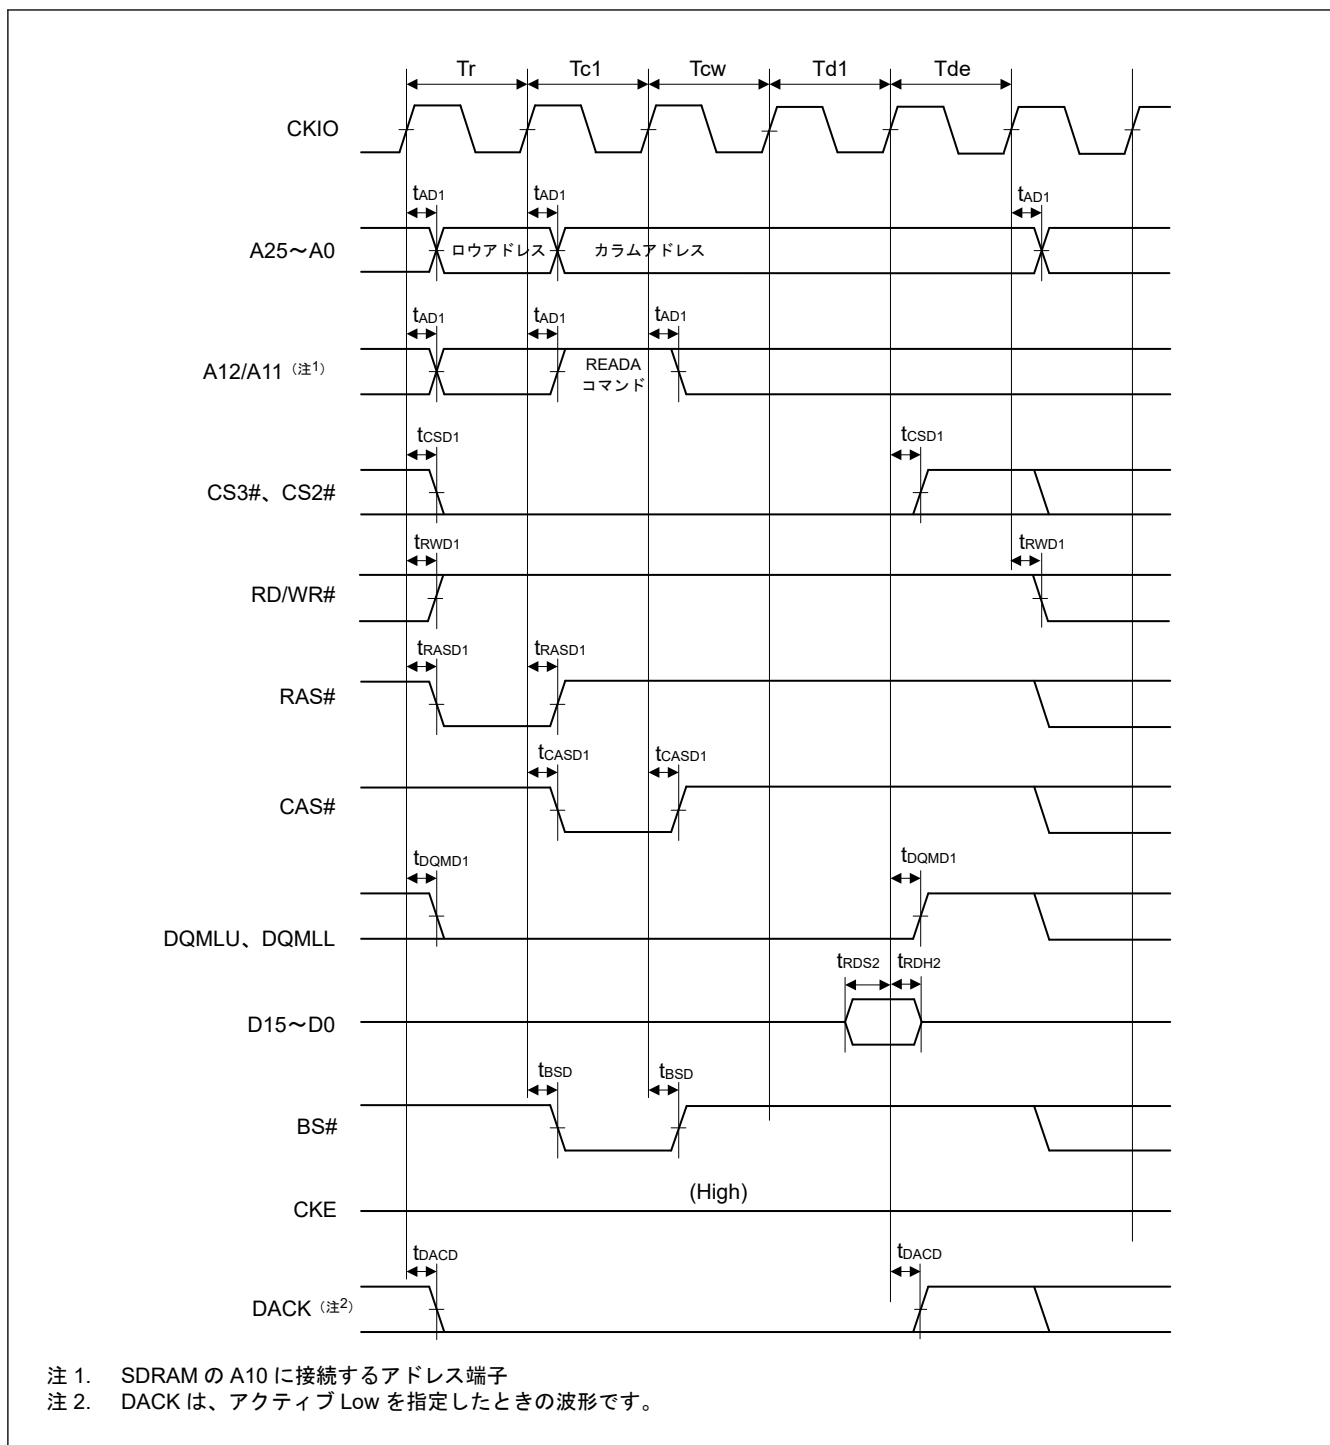 Tr Tc1 Tcw Td1 Tde
CKIO
tAD1 tAD1 tAD1
A25～A0 ロウアドレス カラムアドレス
tAD1 tAD1 tAD1
A12/A11（注1） READA
コマンド
tCSD1 tCSD1
CS3#、CS2#
tRWD1 tRWD1
RD/WR#
tRASD1 tRASD1
RAS#
tCASD1 tCASD1
CAS#
tDQMD1 tDQMD1
DQMLU、DQMLL
tRDS2 tRDH2
D15～D0
tBSD tBSD
BS#
(High)
CKE
tDACD tDACD
DACK（注2）
注 1. SDRAM の A10 に接続するアドレス端子
注 2. DACK は、アクティブ Low を指定したときの波形です。